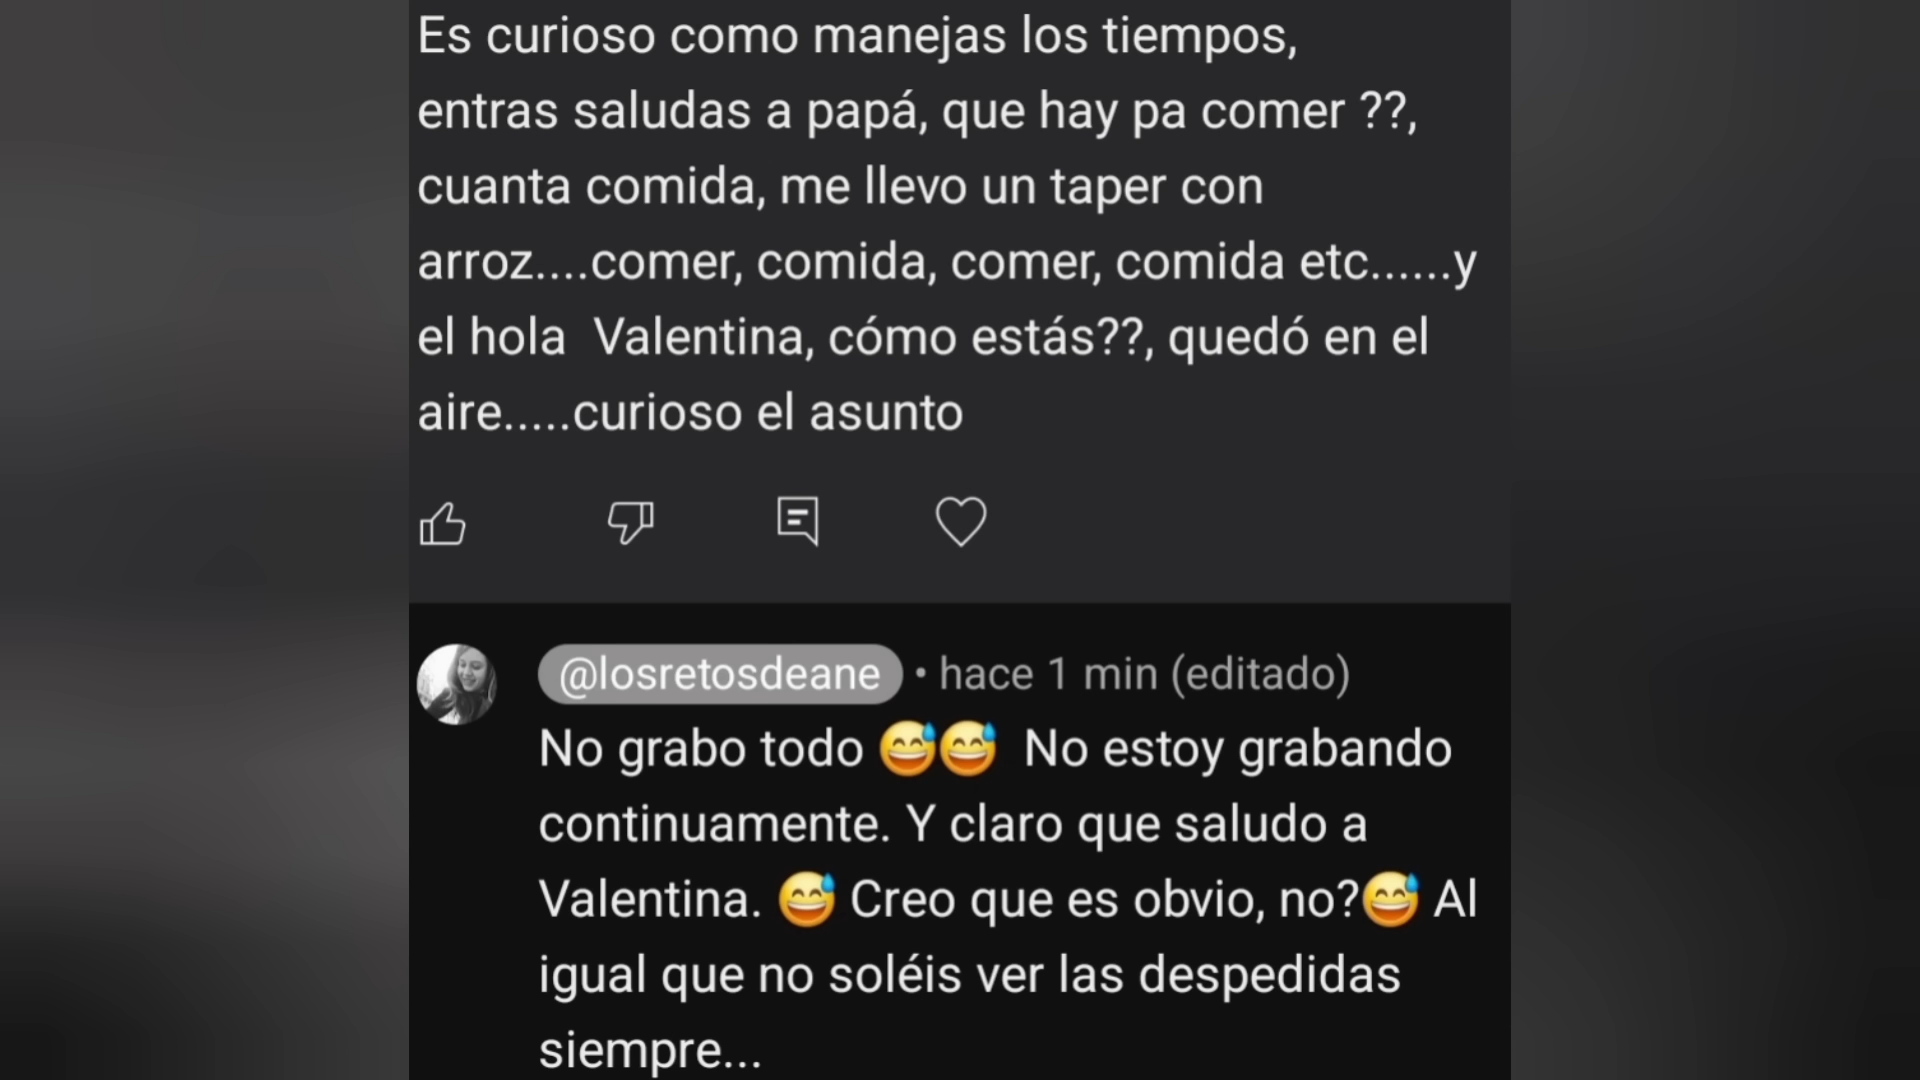 Es curioso como manejas los tiempos,
entras saludas a papá, que hay pa comer ??,
cuanta comida, me llevo un taper con
arroz....comer, comida, comer, comida etc......y
el hola  Valentina, cómo estás??, quedó en el
aire.....curioso el asunto
@losretosdeane • hace 1 min (editado)
No grabo todo 😅😅 No estoy grabando
continuamente. Y claro que saludo a
Valentina. 😅 Creo que es obvio, no?😅 Al
igual que no soléis ver las despedidas
siempre...